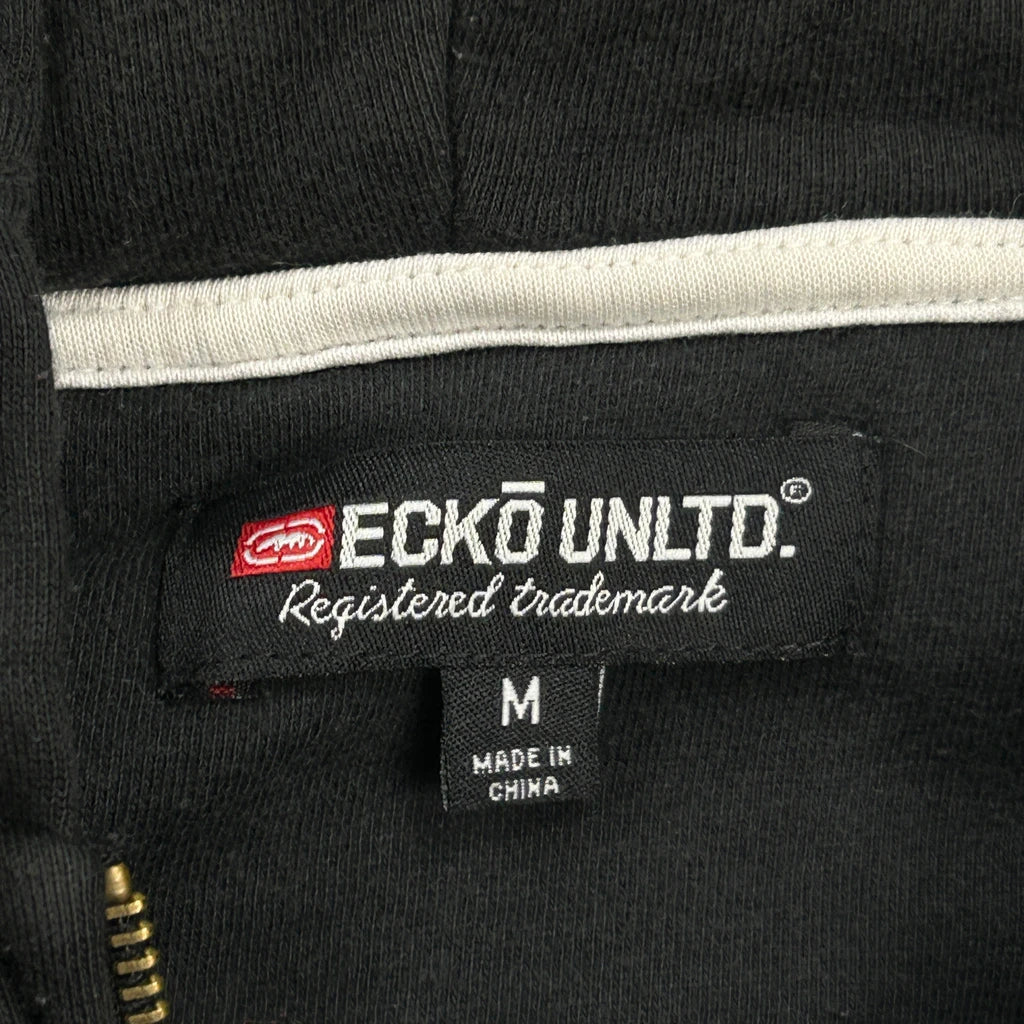 ECKŌ UNLTD.®
Registered trademark
M
MADE IN
CHINA